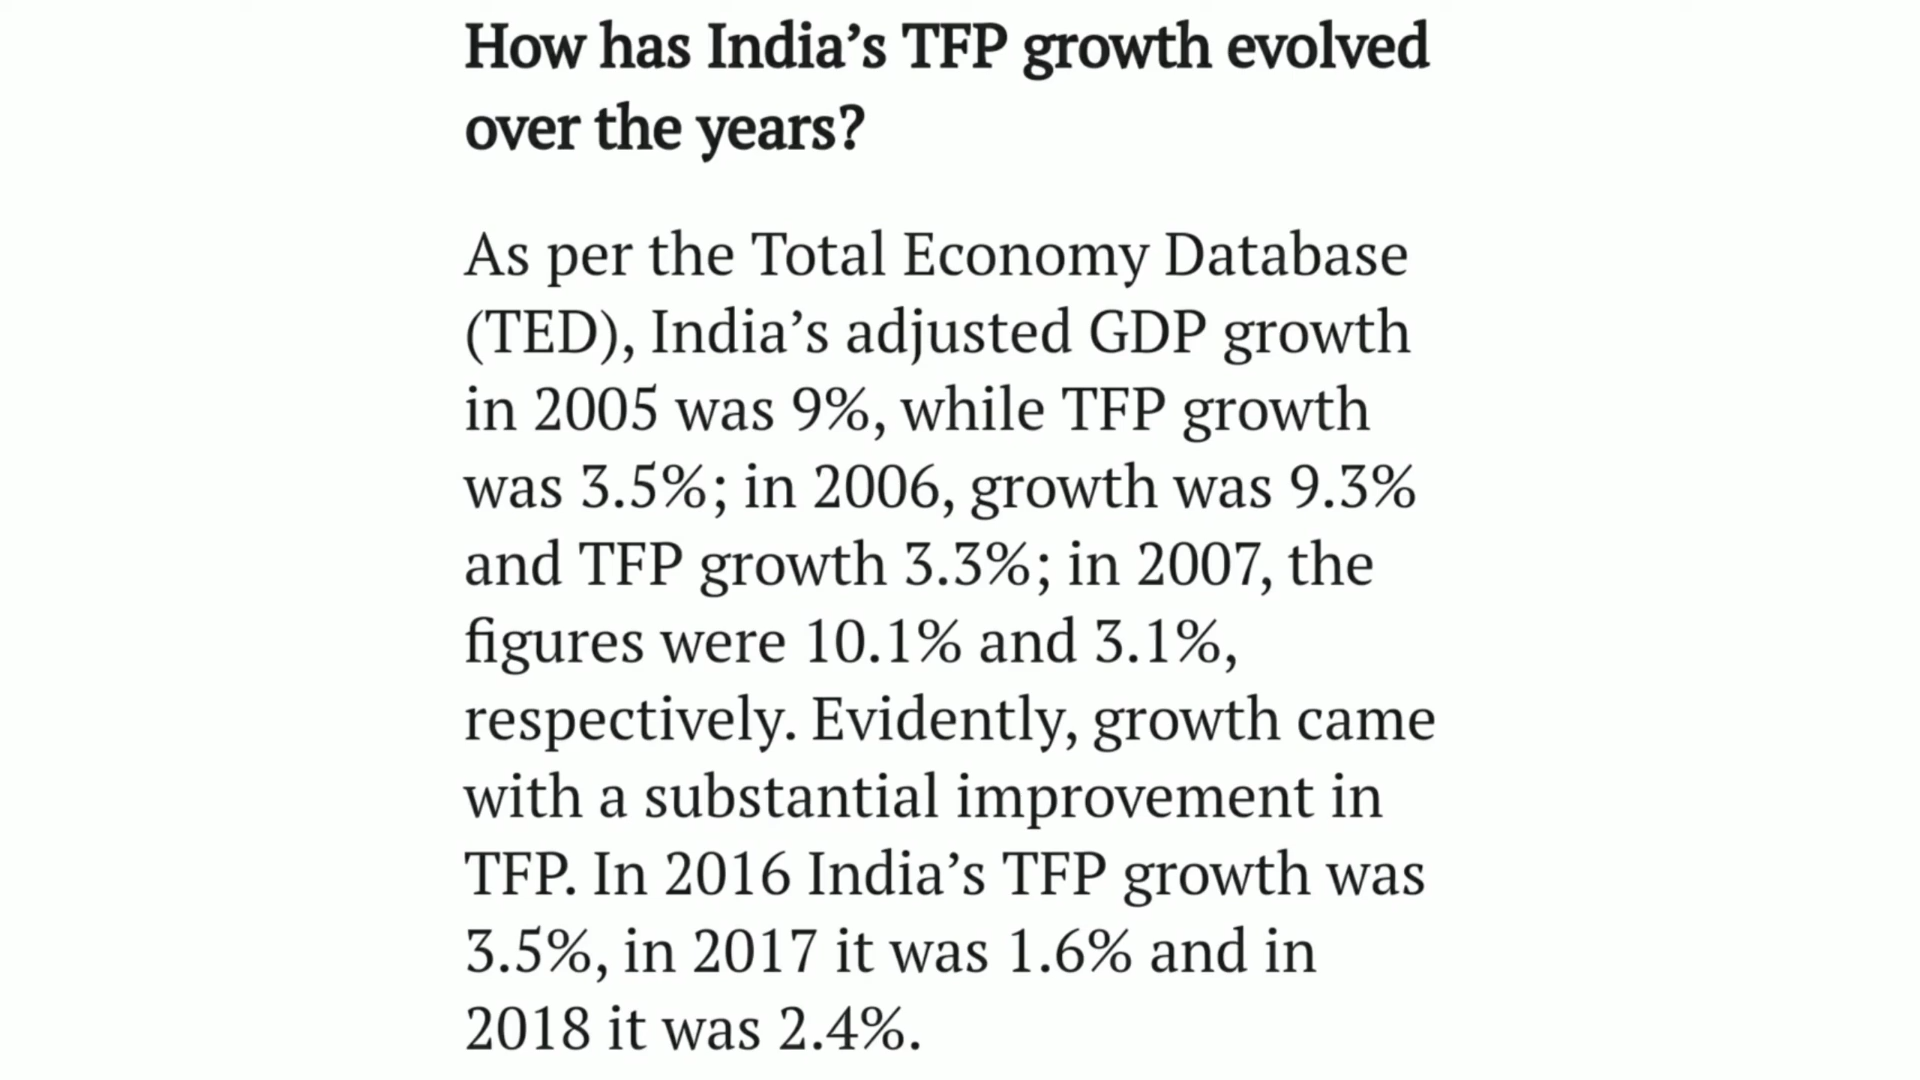 How has India’s TFP growth evolved
over the years?
As per the Total Economy Database
(TED), India’s adjusted GDP growth
in 2005 was 9%, while TFP growth
was 3.5%; in 2006, growth was 9.3%
and TFP growth 3.3%; in 2007, the
figures were 10.1% and 3.1%,
respectively. Evidently, growth came
with a substantial improvement in
TFP. In 2016 India’s TFP growth was
3.5%, in 2017 it was 1.6% and in
2018 it was 2.4%.